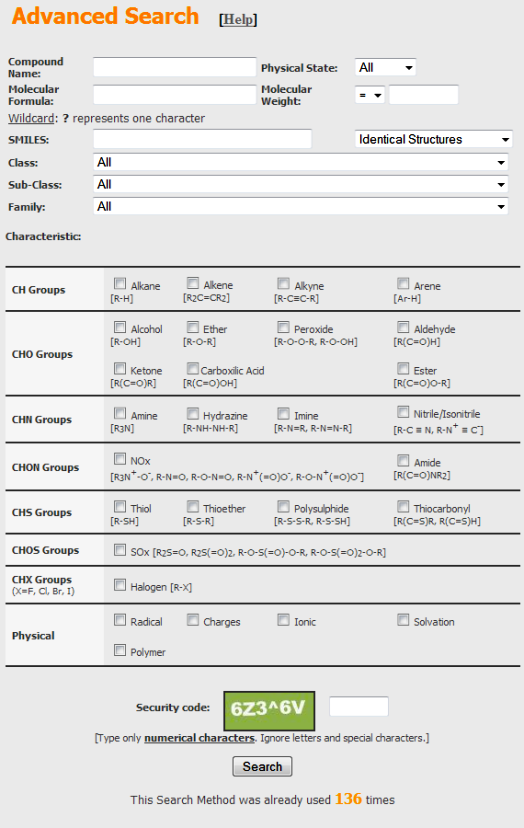 Advanced Search [Help]
Compound Name: Physical State: All
Molecular Formula: Molecular Weight: =
Wildcard: ? represents one character
SMILES: Identical Structures
Class: All
Sub-Class: All
Family: All
Characteristic:
CH Groups Alkane [R-H] Alkene [R2C=CR2] Alkyne [R-C≡C-R] Arene [Ar-H]
CHO Groups Alcohol [R-OH] Ether [R-O-R] Peroxide [R-O-O-R, R-O-OH] Aldehyde [R(C=O)H]
Ketone [R(C=O)R] Carboxilic Acid [R(C=O)OH] Ester [R(C=O)O-R]
CHN Groups Amine [R3N] Hydrazine [R-NH-NH-R] Imine [R-N=R, R-N=N-R] Nitrile/Isonitrile [R-C ≡ N, R-N⁺ ≡ C⁻]
CHON Groups NOx [R3N⁺-O⁻, R-N=O, R-O-N=O, R-N⁺(=O)O⁻, R-O-N⁺(=O)O⁻] Amide [R(C=O)NR2]
CHS Groups Thiol [R-SH] Thioether [R-S-R] Polysulphide [R-S-S-R, R-S-SH] Thiocarbonyl [R(C=S)R, R(C=S)H]
CHOS Groups SOx [R2S=O, R2S(=O)2, R-O-S(=O)-O-R, R-O-S(=O)2-O-R]
CHX Groups (X=F, Cl, Br, I) Halogen [R-X]
Physical Radical Charges Ionic Solvation
Polymer
Security code: 6Z3^6V
[Type only numerical characters. Ignore letters and special characters.]
Search
This Search Method was already used 136 times